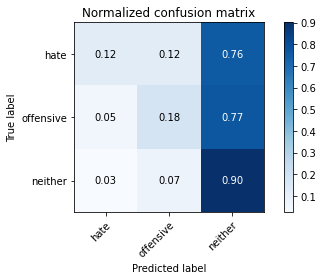 Normalized confusion matrix
True label
hate 0.12 0.12 0.76
offensive 0.05 0.18 0.77
neither 0.03 0.07 0.90
hate offensive neither
Predicted label
0.9
0.8
0.7
0.6
0.5
0.4
0.3
0.2
0.1